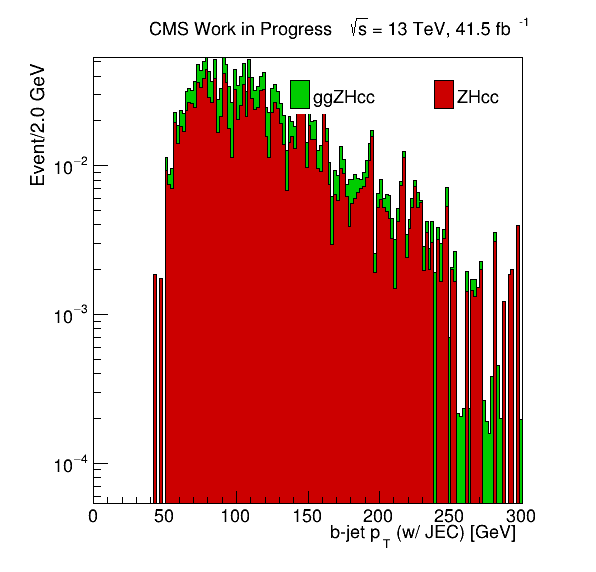 CMS Work in Progress √s = 13 TeV, 41.5 fb⁻¹
Event/2.0 GeV
ggZHcc ZHcc
10⁻²
10⁻³
10⁻⁴
0 50 100 150 200 250 300
b-jet p_T (w/ JEC) [GeV]